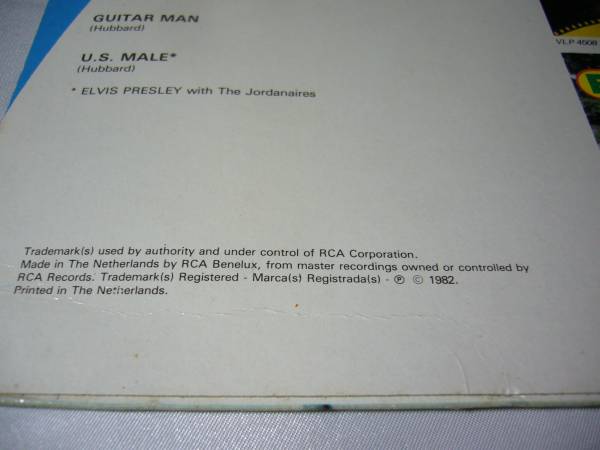 GUITAR MAN
(Hubbard)
U.S. MALE*
(Hubbard)
* ELVIS PRESLEY with The Jordanaires
VLP 4508
Trademark(s) used by authority and under control of RCA Corporation.
Made in The Netherlands by RCA Benelux, from master recordings owned or controlled by
RCA Records. Trademark(s) Registered - Marca(s) Registrada(s) - ℗ © 1982.
Printed in The Netherlands.